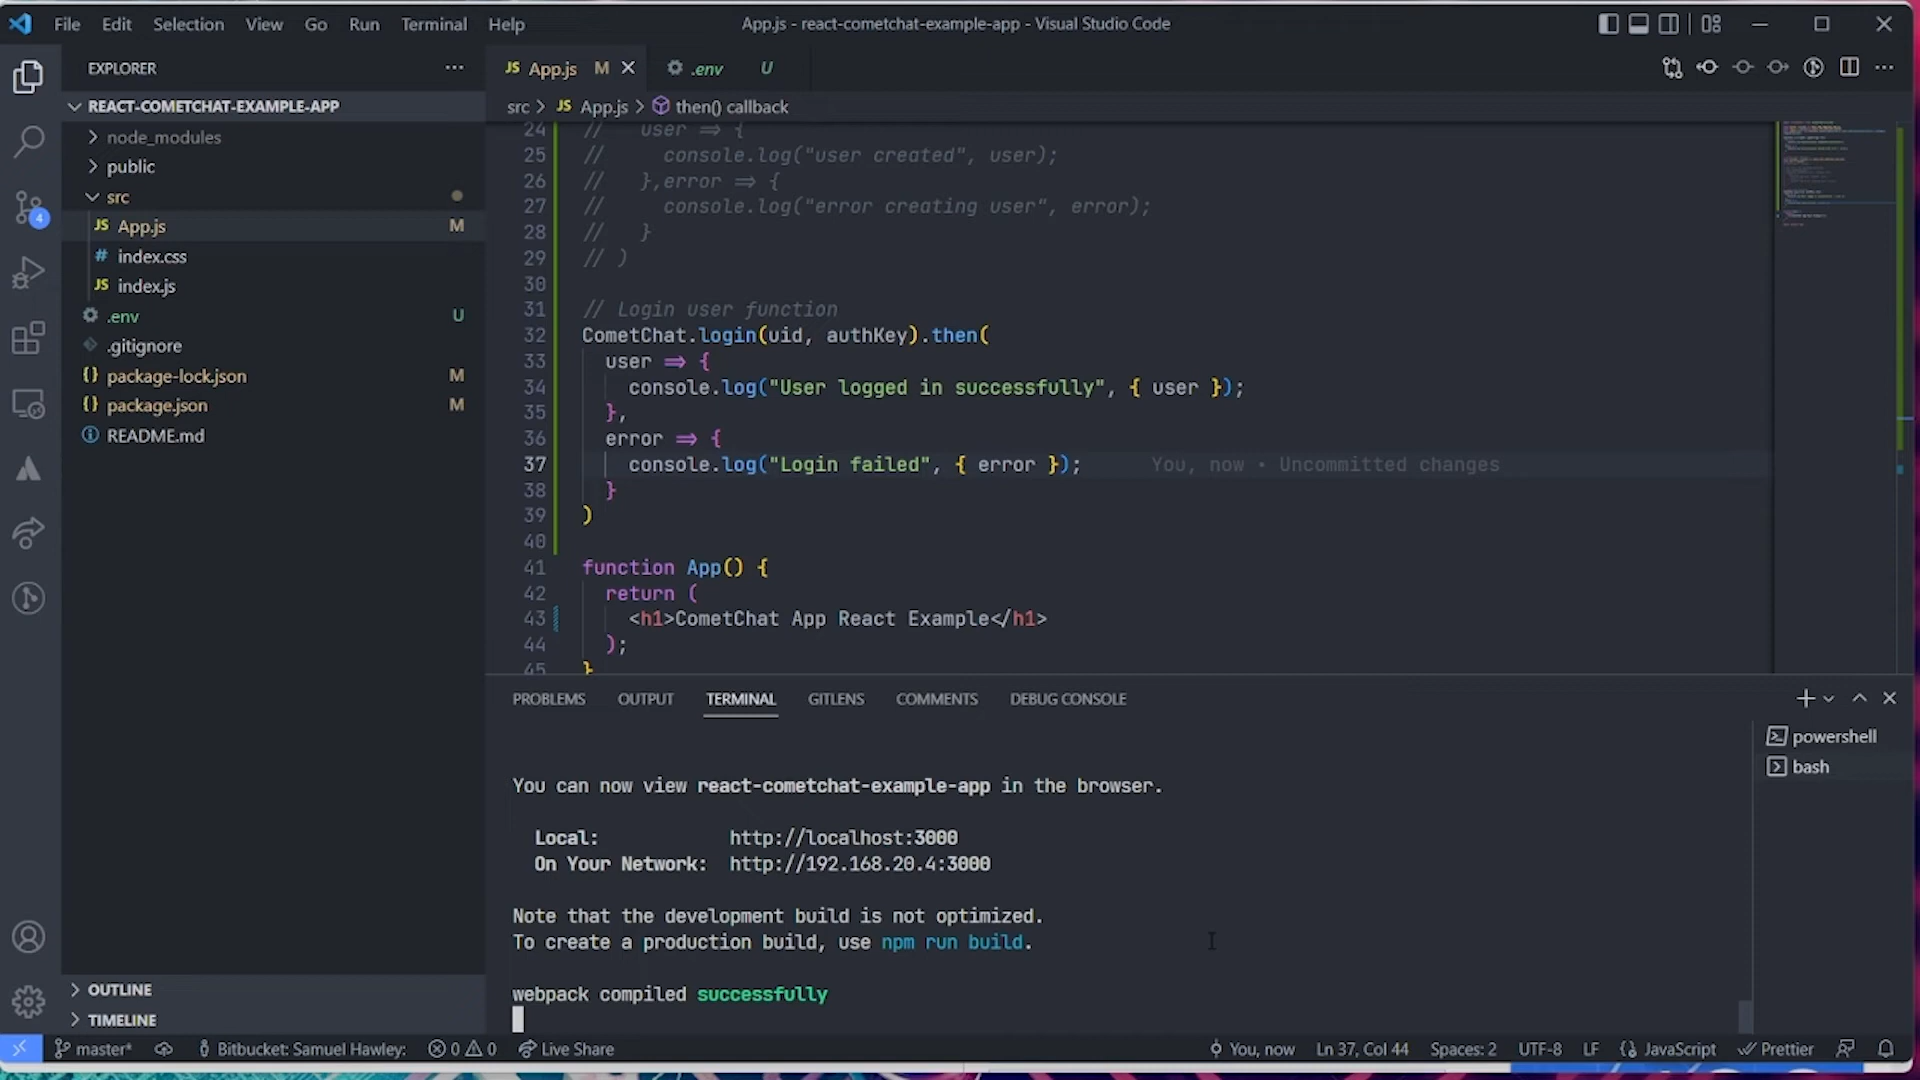 File Edit Selection View Go Run Terminal Help
App.js - react-cometchat-example-app - Visual Studio Code
EXPLORER
REACT-COMETCHAT-EXAMPLE-APP
node_modules
public
src
JS App.js M
# index.css
JS index.js
.env U
.gitignore
{} package-lock.json M
{} package.json M
README.md
OUTLINE
TIMELINE
4
JS App.js M
.env U
src > JS App.js > then() callback
24 // user => {
25 // console.log("user created", user);
26 // },error => {
27 // console.log("error creating user", error);
28 // }
29 // )
30
31 // Login user function
32 CometChat.login(uid, authKey).then(
33 user => {
34 console.log("User logged in successfully", { user });
35 },
36 error => {
37 console.log("Login failed", { error }); You, now • Uncommitted changes
38 }
39 )
40
41 function App() {
42 return (
43 <h1>CometChat App React Example</h1>
44 );
45 }
PROBLEMS OUTPUT TERMINAL GITLENS COMMENTS DEBUG CONSOLE
powershell
bash
You can now view react-cometchat-example-app in the browser.
Local: http://localhost:3000
On Your Network: http://192.168.20.4:3000
Note that the development build is not optimized.
To create a production build, use npm run build.
webpack compiled successfully
master* Bitbucket: Samuel Hawley: 0 0 Live Share You, now Ln 37, Col 44 Spaces: 2 UTF-8 LF {} JavaScript Prettier